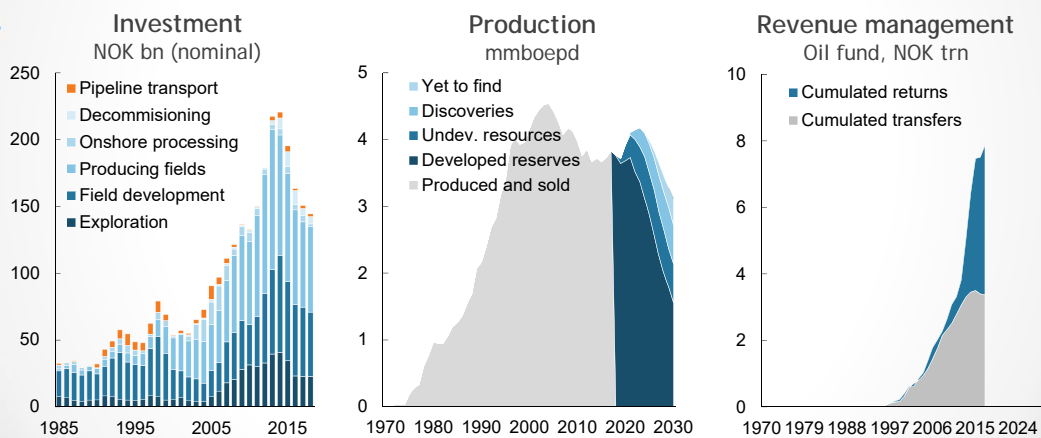 Investment
NOK bn (nominal)
250
200
150
100
50
0
Pipeline transport
Decommisioning
Onshore processing
Producing fields
Field development
Exploration
1985 1995 2005 2015
Production
mmboepd
5
4
3
2
1
0
Yet to find
Discoveries
Undev. resources
Developed reserves
Produced and sold
1970 1980 1990 2000 2010 2020 2030
Revenue management
Oil fund, NOK trn
10
8
6
4
2
0
Cumulated returns
Cumulated transfers
1970 1979 1988 1997 2006 2015 2024